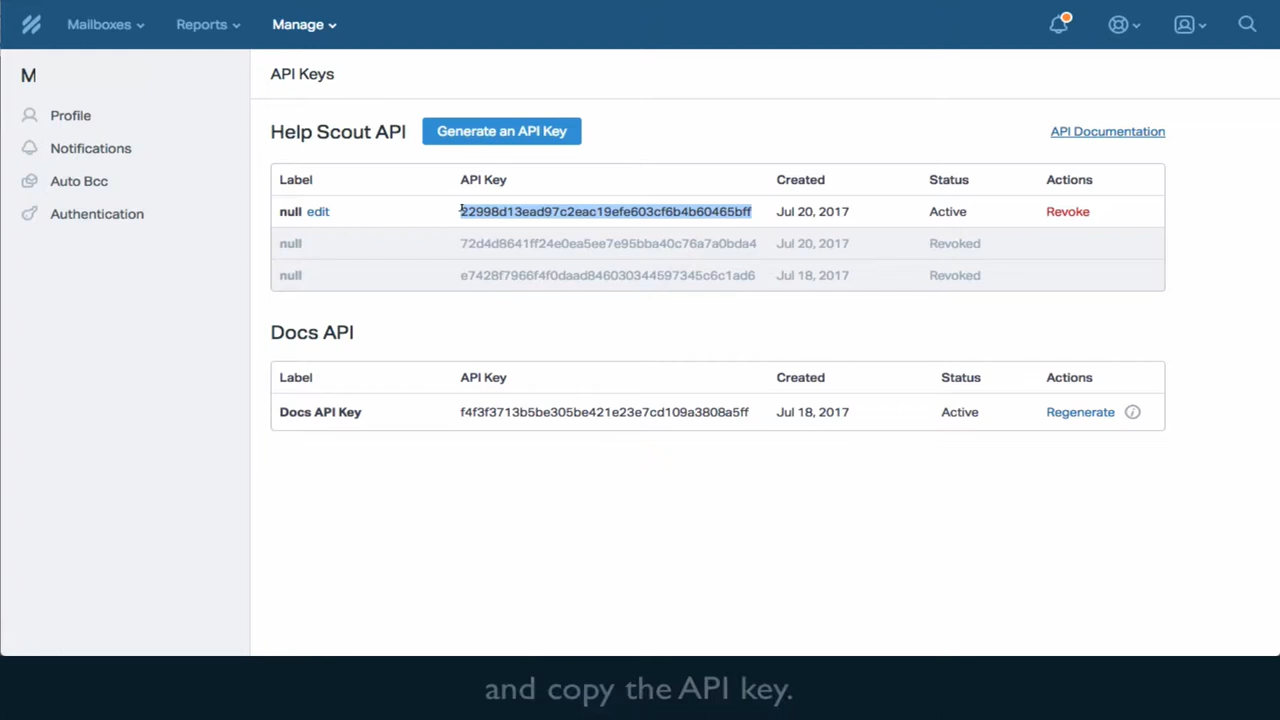 Mailboxes Reports Manage
M
Profile
Notifications
Auto Bcc
Authentication
API Keys
Help Scout API Generate an API Key API Documentation
Label API Key Created Status Actions
null edit 22998d13ead97c2eac19efe603cf6b4b60465bff Jul 20, 2017 Active Revoke
null 72d4d8641ff24e0ea5ee7e95bba40c76a7a0bda4 Jul 20, 2017 Revoked
null e7428f7966f4f0daad846030344597345c6c1ad6 Jul 18, 2017 Revoked
Docs API
Label API Key Created Status Actions
Docs API Key f4f3f3713b5be305be421e23e7cd109a3808a5ff Jul 18, 2017 Active Regenerate
and copy the API key.